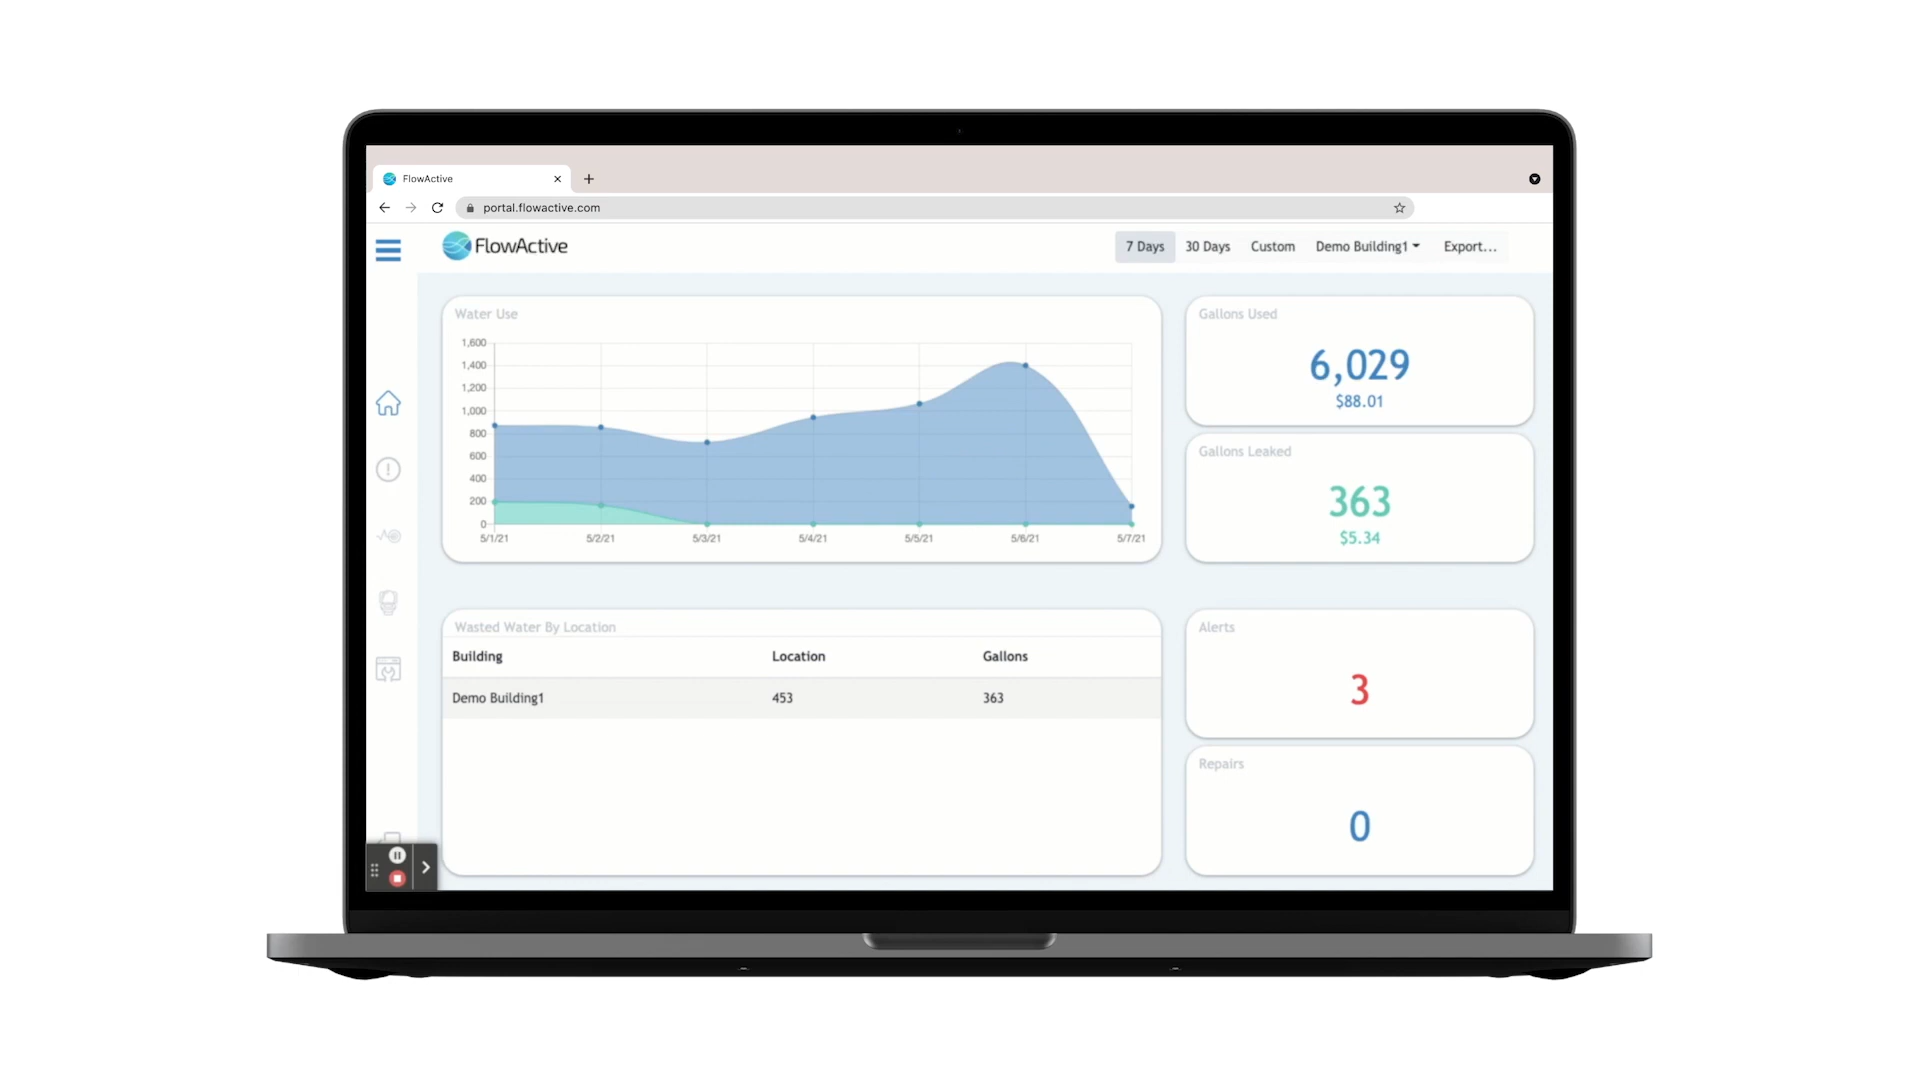 FlowActive
portal.flowactive.com
FlowActive
7 Days 30 Days Custom Demo Building1 Export...
Water Use
1,600
1,400
1,200
1,000
800
600
400
200
0
5/1/21 5/2/21 5/3/21 5/4/21 5/5/21 5/6/21 5/7/21
Gallons Used
6,029
$88.01
Gallons Leaked
363
$5.34
Wasted Water By Location
Building Location Gallons
Demo Building1 453 363
Alerts
3
Repairs
0